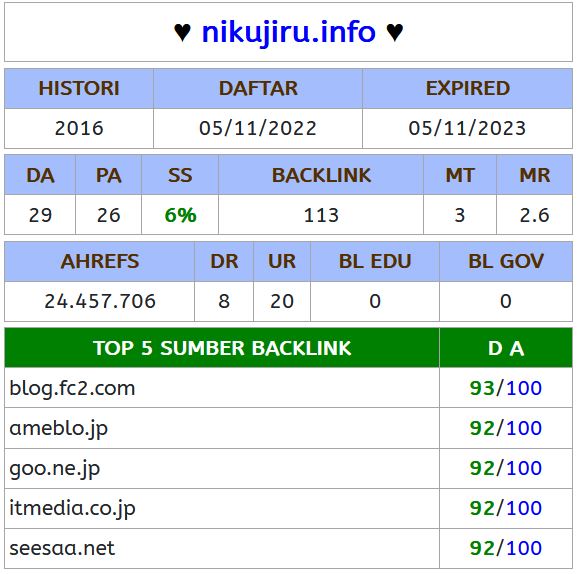 ♥ nikujiru.info ♥
HISTORI DAFTAR EXPIRED
2016 05/11/2022 05/11/2023
DA PA SS BACKLINK MT MR
29 26 6% 113 3 2.6
AHREFS DR UR BL EDU BL GOV
24.457.706 8 20 0 0
TOP 5 SUMBER BACKLINK D A
blog.fc2.com 93/100
ameblo.jp 92/100
goo.ne.jp 92/100
itmedia.co.jp 92/100
seesaa.net 92/100